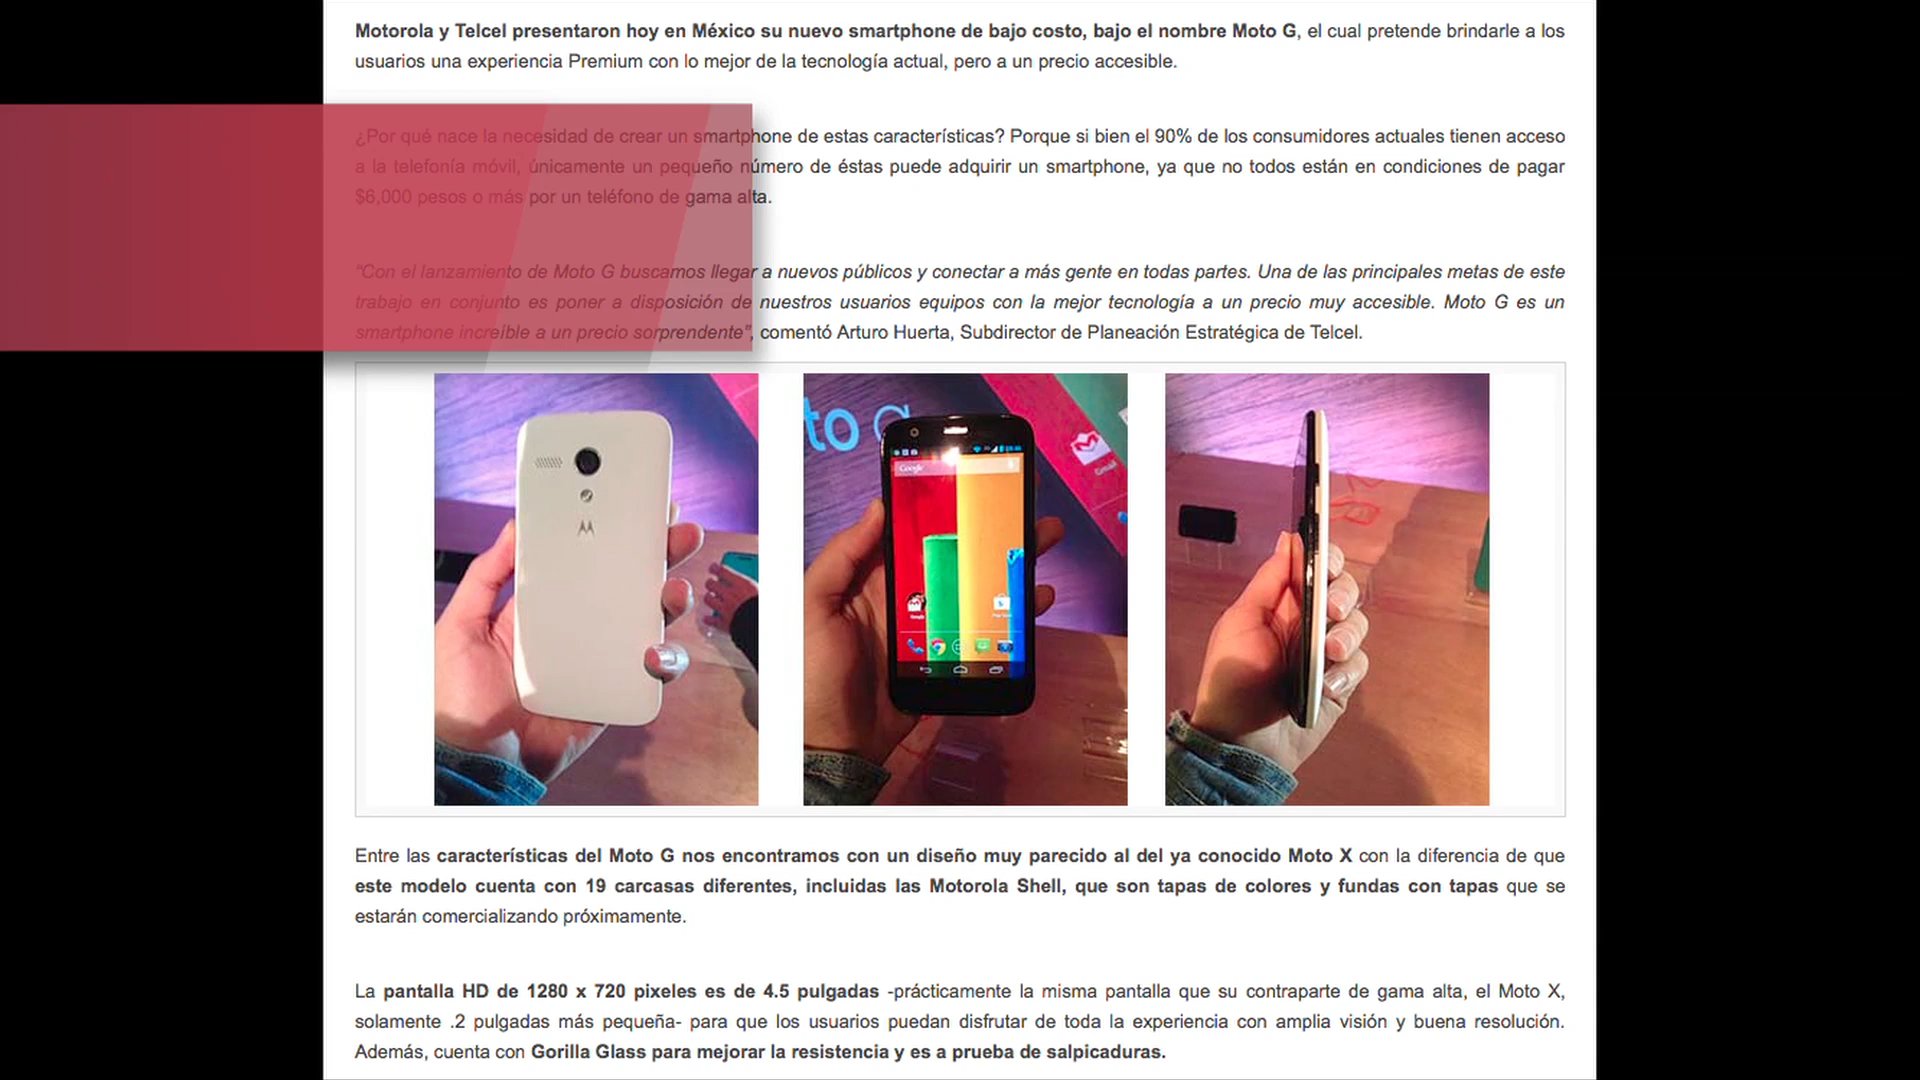 Motorola y Telcel presentaron hoy en México su nuevo smartphone de bajo costo, bajo el nombre Moto G, el cual pretende brindarle a los
usuarios una experiencia Premium con lo mejor de la tecnología actual, pero a un precio accesible.
¿Por qué nace la necesidad de crear un smartphone de estas características? Porque si bien el 90% de los consumidores actuales tienen acceso
a la telefonía móvil, únicamente un pequeño número de éstas puede adquirir un smartphone, ya que no todos están en condiciones de pagar
$6,000 pesos o más por un teléfono de gama alta.
"Con el lanzamiento de Moto G buscamos llegar a nuevos públicos y conectar a más gente en todas partes. Una de las principales metas de este
trabajo en conjunto es poner a disposición de nuestros usuarios equipos con la mejor tecnología a un precio muy accesible. Moto G es un
smartphone increíble a un precio sorprendente", comentó Arturo Huerta, Subdirector de Planeación Estratégica de Telcel.
to G
Gmail
Google
Entre las características del Moto G nos encontramos con un diseño muy parecido al del ya conocido Moto X con la diferencia de que
este modelo cuenta con 19 carcasas diferentes, incluidas las Motorola Shell, que son tapas de colores y fundas con tapas que se
estarán comercializando próximamente.
La pantalla HD de 1280 x 720 pixeles es de 4.5 pulgadas -prácticamente la misma pantalla que su contraparte de gama alta, el Moto X,
solamente .2 pulgadas más pequeña- para que los usuarios puedan disfrutar de toda la experiencia con amplia visión y buena resolución.
Además, cuenta con Gorilla Glass para mejorar la resistencia y es a prueba de salpicaduras.